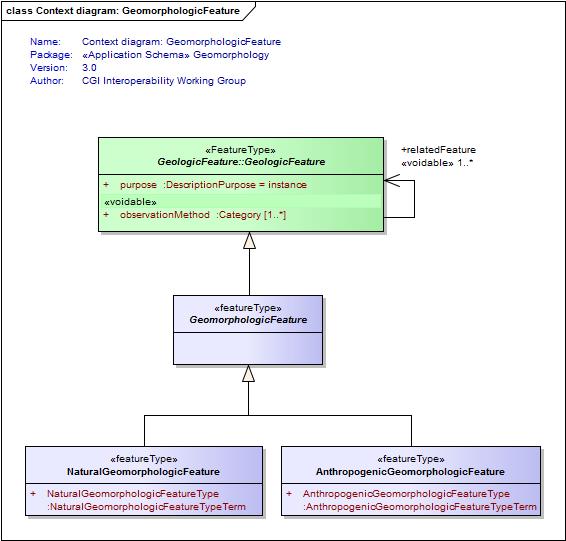 class Context diagram: GeomorphologicFeature
Name: Context diagram: GeomorphologicFeature
Package: «Application Schema» Geomorphology
Version: 3.0
Author: CGI Interoperability Working Group
«FeatureType»
GeologicFeature::GeologicFeature
+ purpose :DescriptionPurpose = instance
«voidable»
+ observationMethod :Category [1..*]
+relatedFeature
«voidable» 1..*
«featureType»
GeomorphologicFeature
«featureType»
NaturalGeomorphologicFeature
+ NaturalGeomorphologicFeatureType
:NaturalGeomorphologicFeatureTypeTerm
«featureType»
AnthropogenicGeomorphologicFeature
+ AnthropogenicGeomorphologicFeatureType
:AnthropogenicGeomorphologicFeatureTypeTerm